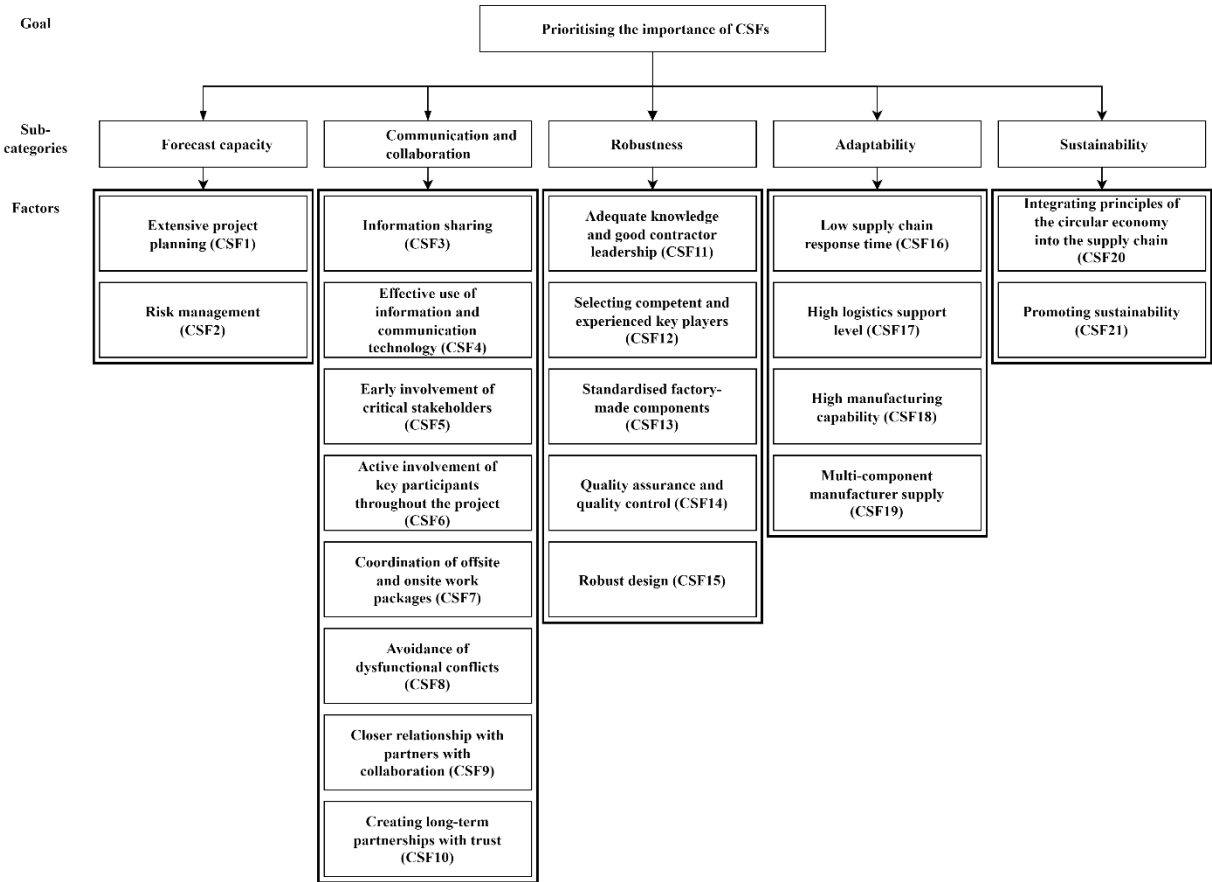 Goal
Prioritising the importance of CSFs
Sub-
categories
Forecast capacity
Communication and
collaboration
Robustness
Adaptability
Sustainability
Factors
Extensive project
planning (CSF1)
Risk management
(CSF2)
Information sharing
(CSF3)
Effective use of
information and
communication
technology (CSF4)
Early involvement of
critical stakeholders
(CSF5)
Active involvement of
key participants
throughout the project
(CSF6)
Coordination of offsite
and onsite work
packages (CSF7)
Avoidance of
dysfunctional conflicts
(CSF8)
Closer relationship with
partners with
collaboration (CSF9)
Creating long-term
partnerships with trust
(CSF10)
Adequate knowledge
and good contractor
leadership (CSF11)
Selecting competent and
experienced key players
(CSF12)
Standardised factory-
made components
(CSF13)
Quality assurance and
quality control (CSF14)
Robust design (CSF15)
Low supply chain
response time (CSF16)
High logistics support
level (CSF17)
High manufacturing
capability (CSF18)
Multi-component
manufacturer supply
(CSF19)
Integrating principles of
the circular economy
into the supply chain
(CSF20
Promoting sustainability
(CSF21)